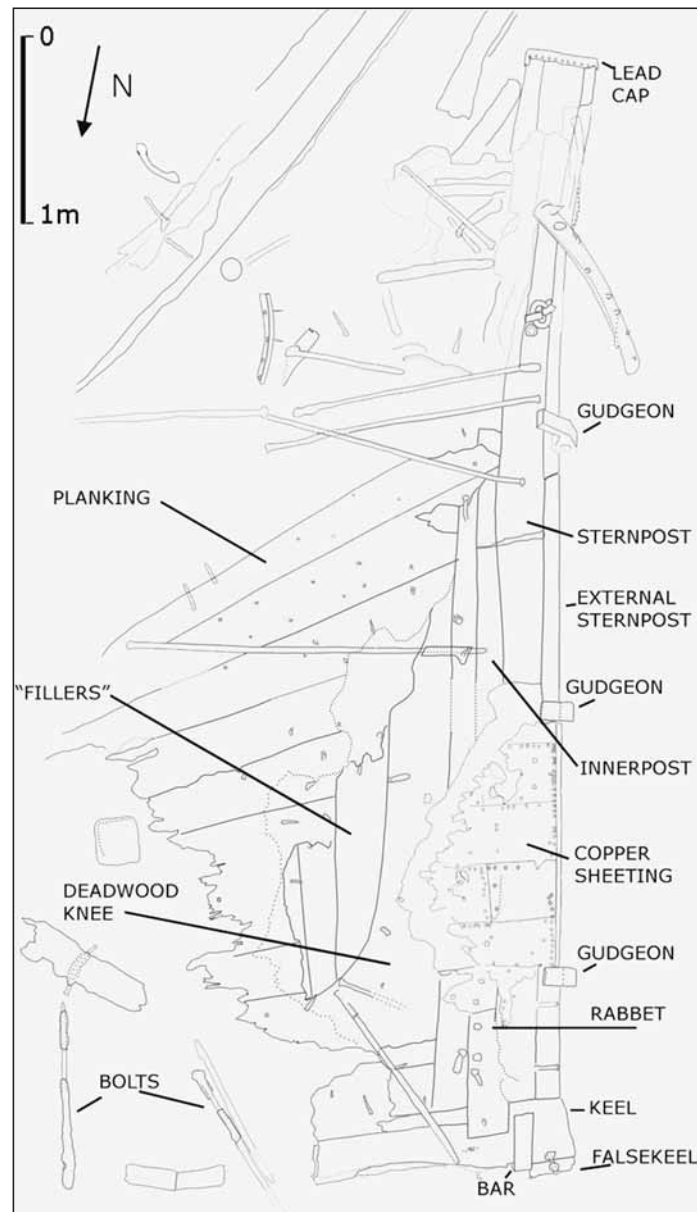 0
N
1m
LEAD
CAP
GUDGEON
PLANKING
STERNPOST
EXTERNAL
STERNPOST
"FILLERS"
GUDGEON
INNERPOST
COPPER
SHEETING
DEADWOOD
KNEE
GUDGEON
RABBET
BOLTS
KEEL
FALSEKEEL
BAR